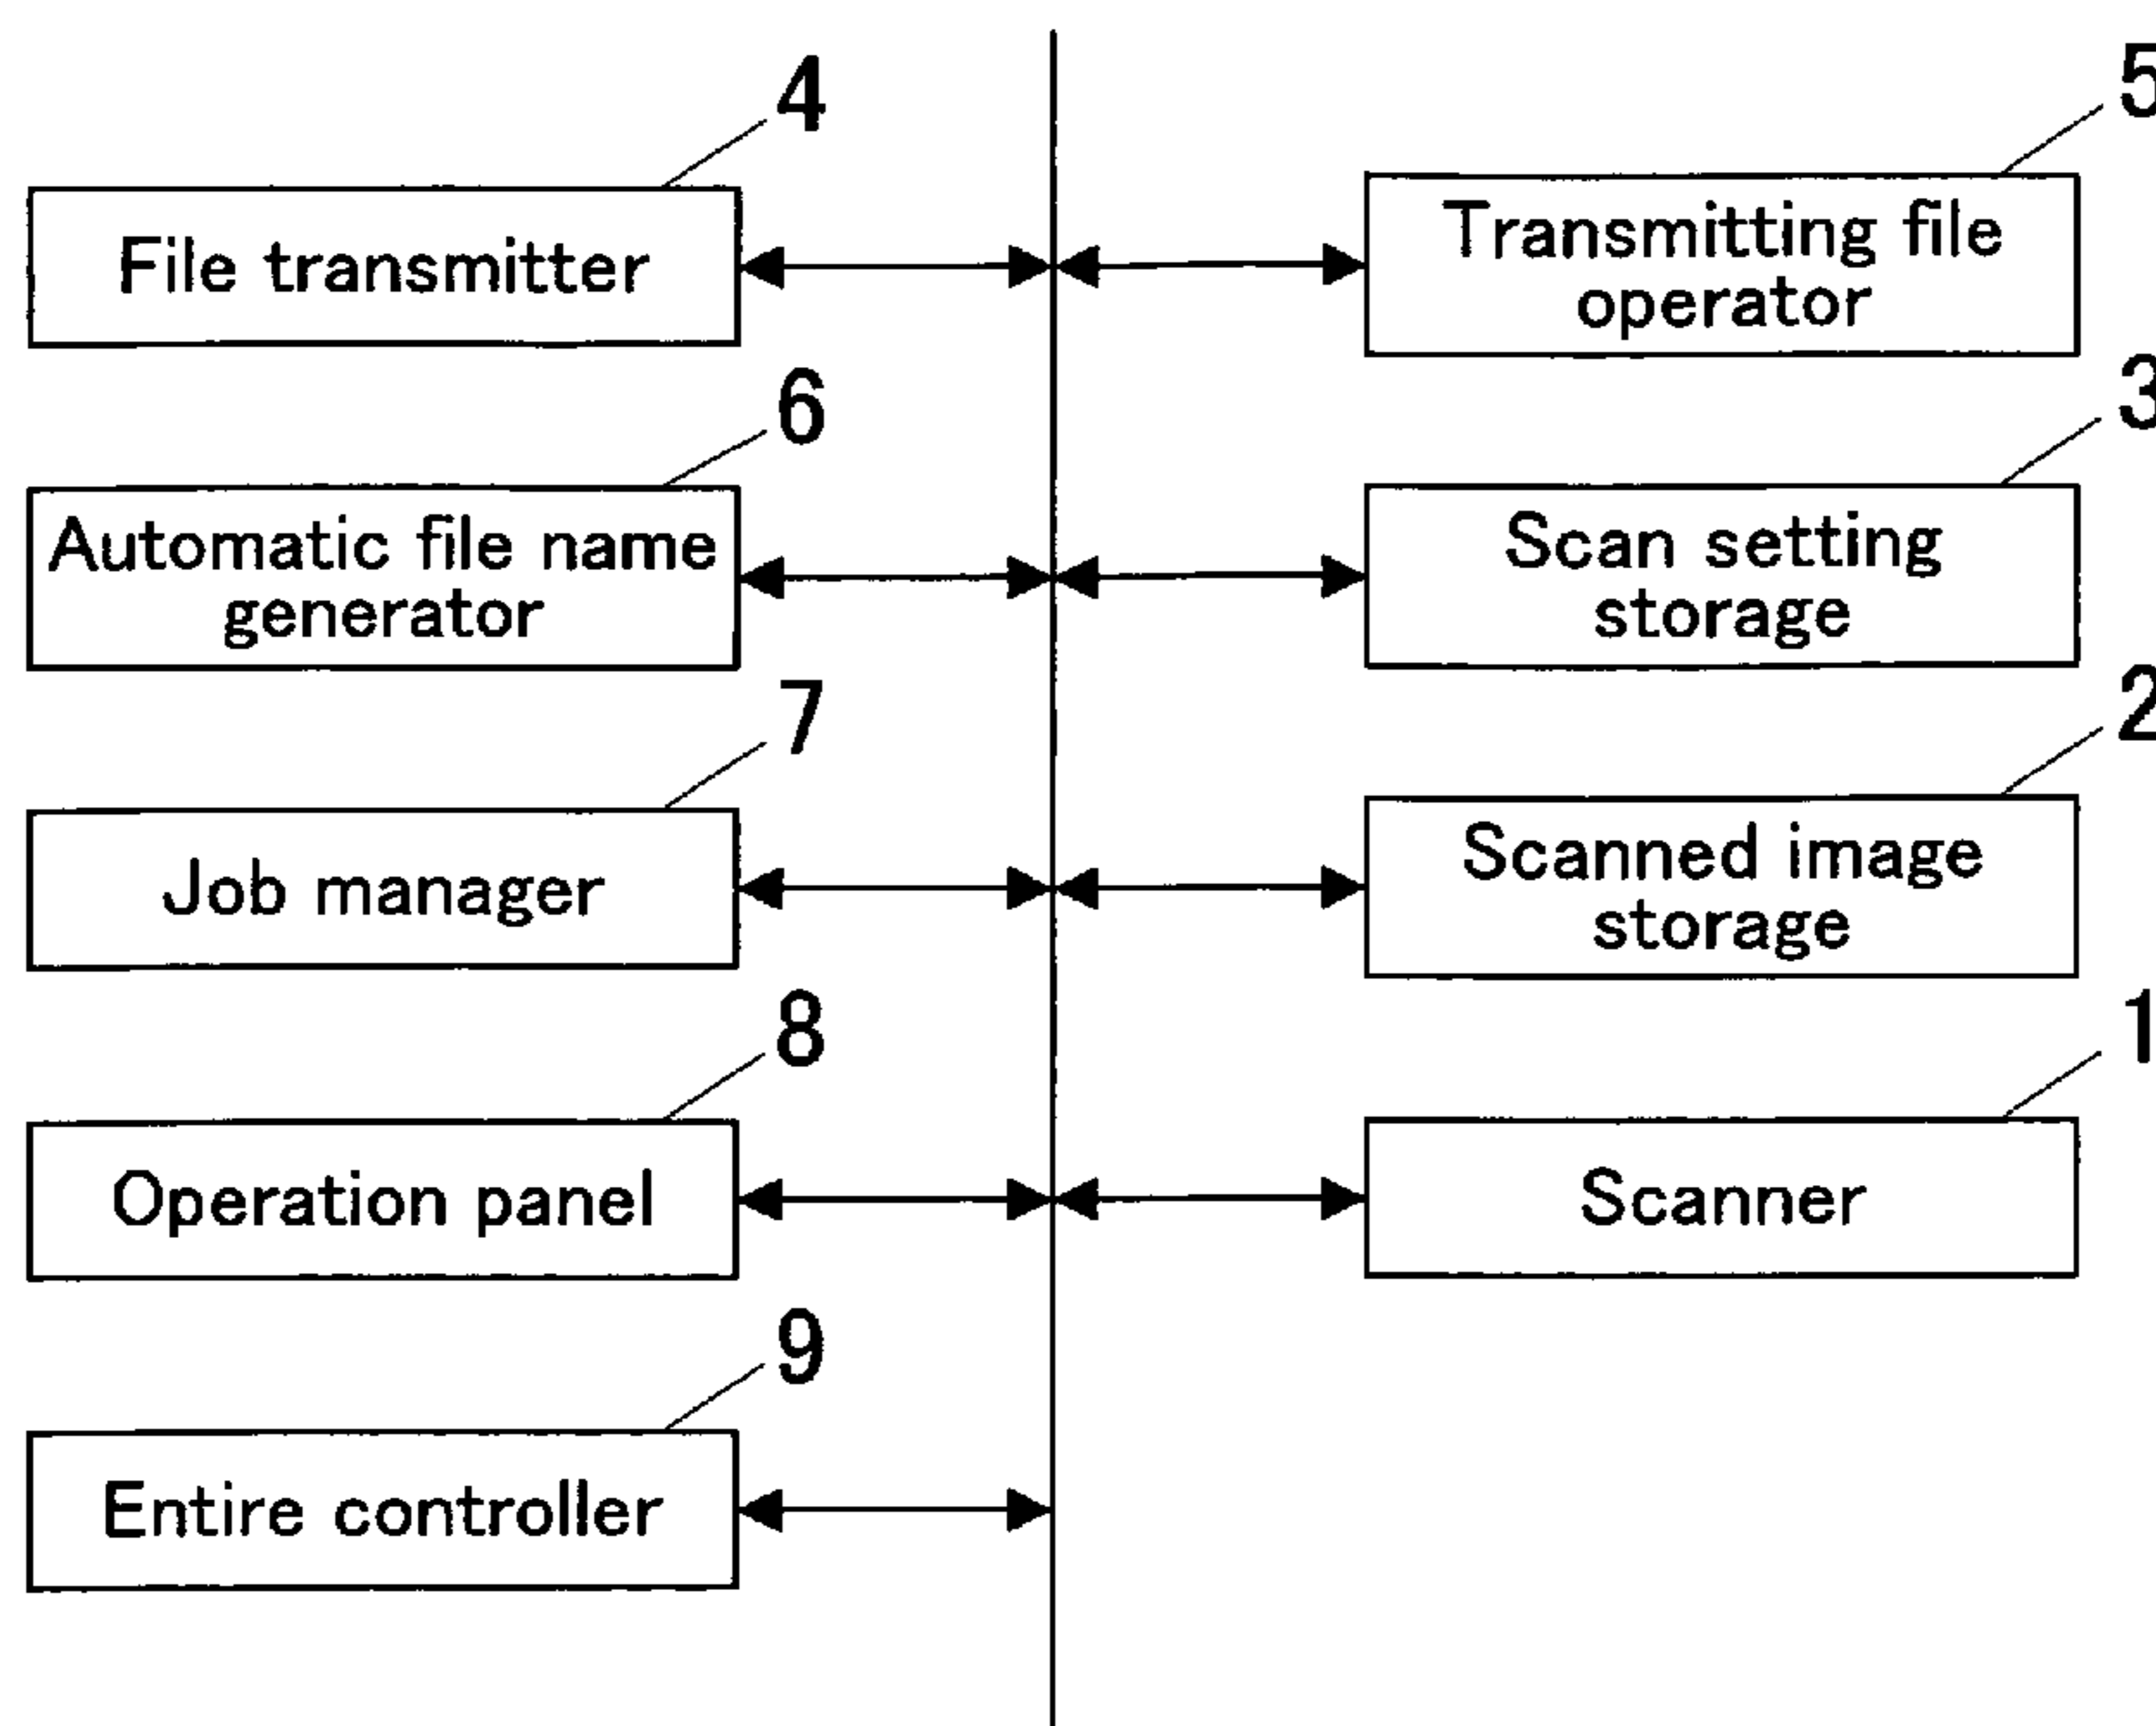 4
File transmitter
5
Transmitting file
operator
6
Automatic file name
generator
3
Scan setting
storage
7
Job manager
2
Scanned image
storage
8
Operation panel
1
Scanner
9
Entire controller